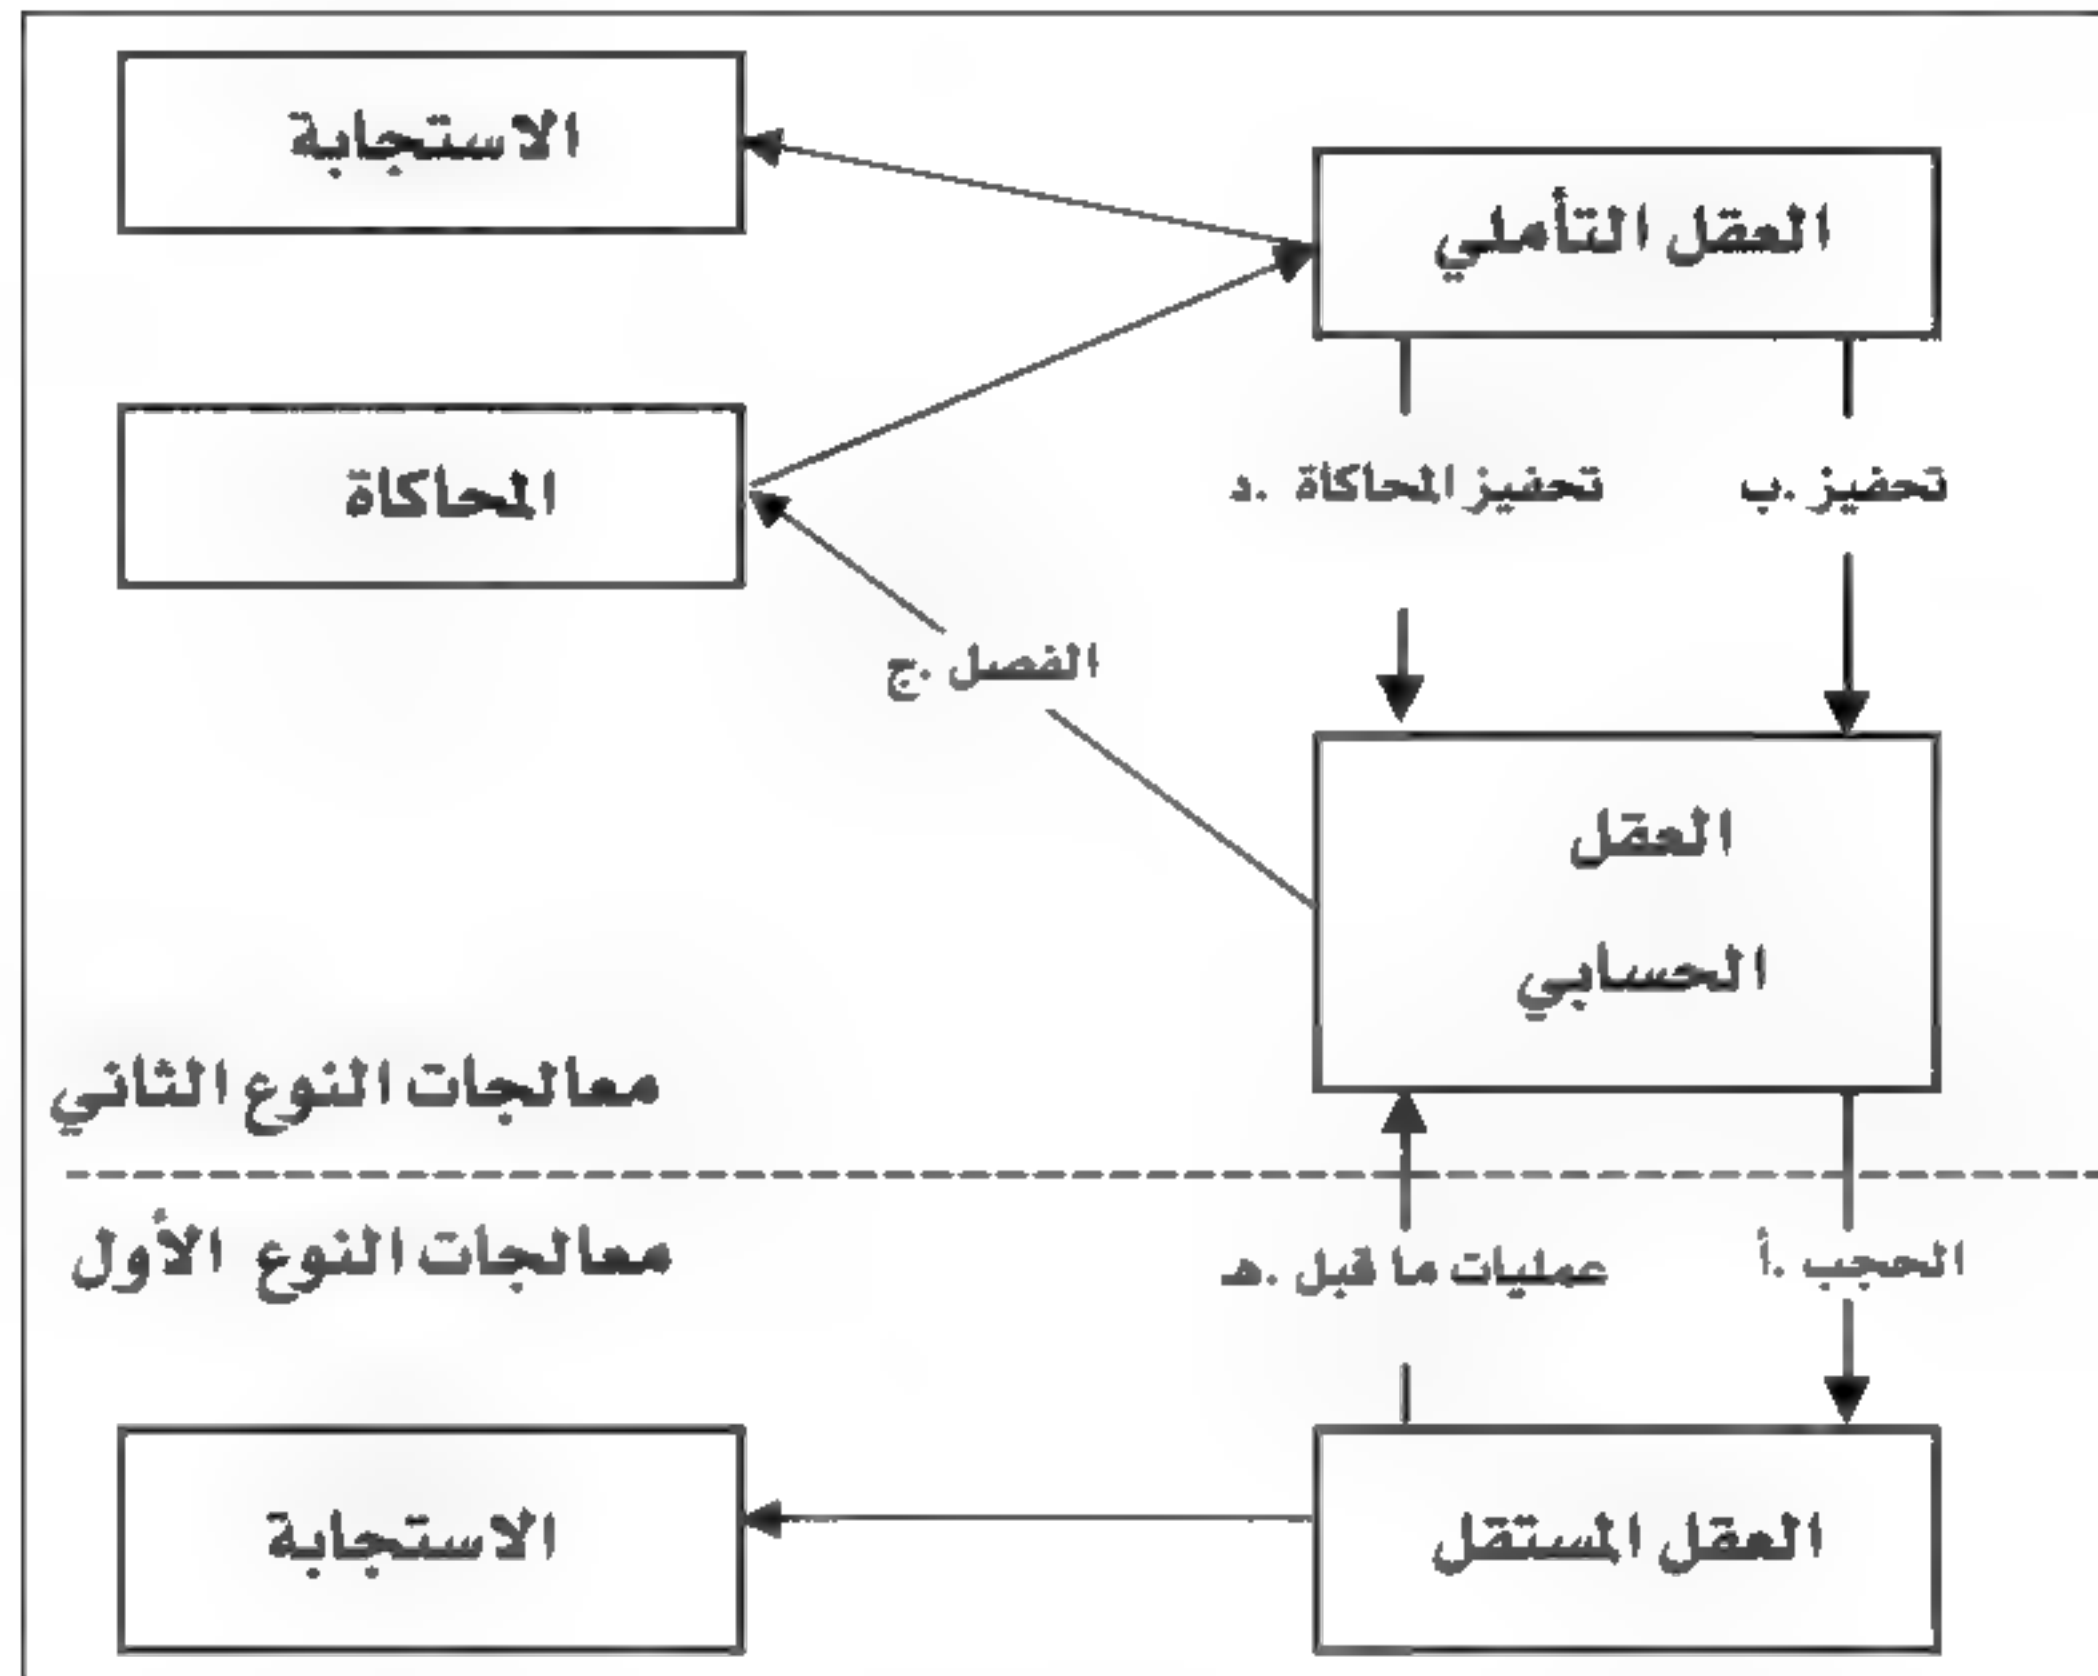 الاستجابة
العقل التأملي
المحاكاة
تحفيز المحاكاة .د
تحفيز .ب
الفصل .ج
العقل
الحسابي
معالجات النوع الثاني
معالجات النوع الأول
عمليات ما قبل .هـ
الحجب .أ
الاستجابة
العقل المستقل